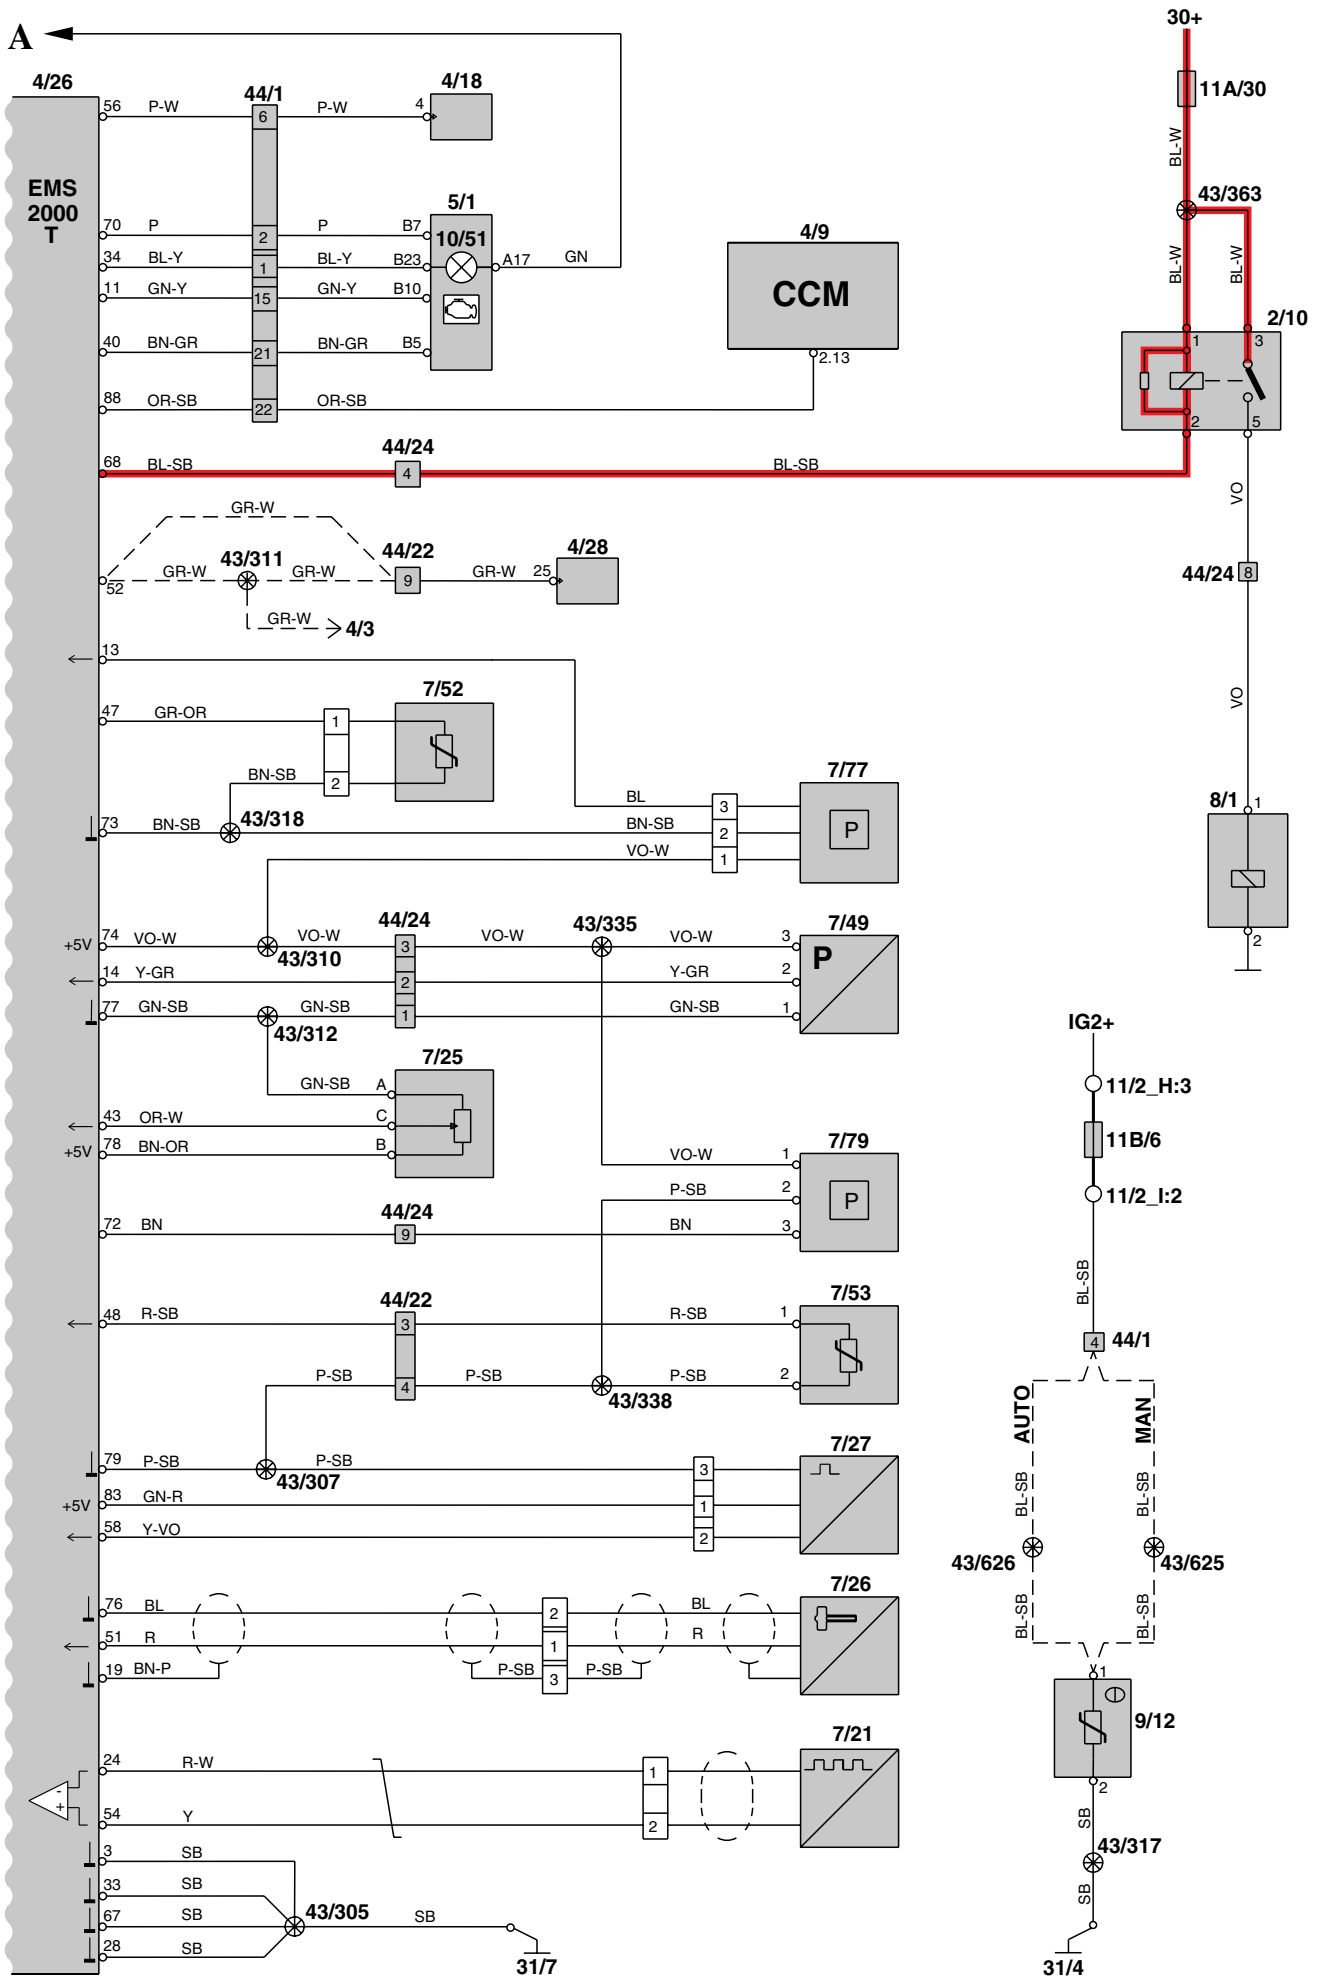 A
30+
4/26
44/1
4/18
11A/30
56 P-W 6 P-W 4
BL-W
EMS
2000
T
43/363
5/1
70 P 2 P B7
10/51
4/9
CCM
BL-W
BL-W
34 BL-Y 1 BL-Y B23 A17 GN
11 GN-Y 15 GN-Y B10
2/10
1 3
40 BN-GR 21 BN-GR B5
2.13
88 OR-SB 22 OR-SB
2 5
44/24
68 BL-SB 4 BL-SB
VO
GR-W
43/311
44/22
4/28
52 GR-W GR-W 9 GR-W 25
44/24 8
GR-W 4/3
13
VO
7/52
47 GR-OR 1
BN-SB 2
7/77
8/1 1
BL 3
73 BN-SB 43/318 BN-SB 2 P
VO-W 1
44/24
43/335
7/49
2
+5V 74 VO-W VO-W 3 VO-W VO-W 3 P
43/310
14 Y-GR 2 Y-GR 2
77 GN-SB GN-SB 1 GN-SB 1
43/312
IG2+
7/25
GN-SB A
11/2_H:3
43 OR-W C
+5V 78 BN-OR B
7/79
11B/6
VO-W 1
P-SB 2 P
11/2_I:2
44/24
72 BN 9 BN 3
BL-SB
44/22
7/53
48 R-SB 3 R-SB 1
4 44/1
P-SB 4 P-SB P-SB 2
43/338
AUTO
MAN
7/27
79 P-SB P-SB 3
43/307
+5V 83 GN-R 1
BL-SB
BL-SB
58 Y-VO 2
43/626
43/625
7/26
76 BL 2 BL
51 R 1 R
BL-SB
BL-SB
19 BN-P P-SB 3 P-SB
1
7/21
9/12
24 R-W 1
-
+
2
54 Y 2
SB
3 SB
43/317
33 SB
SB
67 SB 43/305 SB
28 SB
31/7
31/4